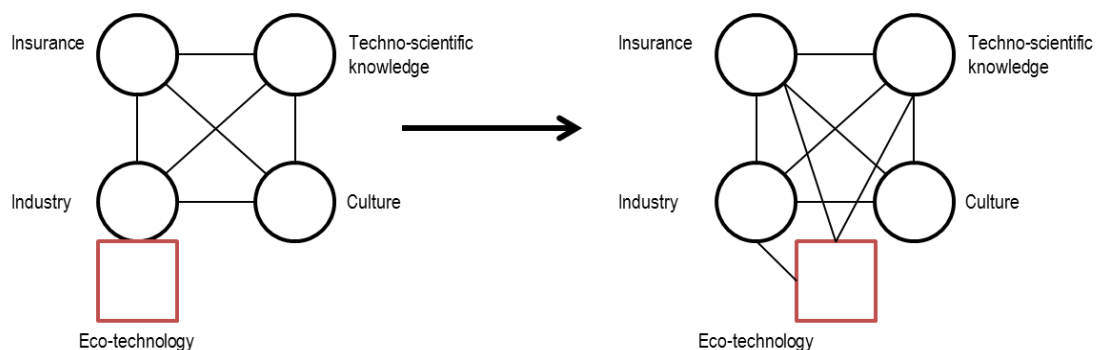 Insurance
Techno-scientific
knowledge
Industry
Culture
Eco-technology
Insurance
Techno-scientific
knowledge
Industry
Culture
Eco-technology